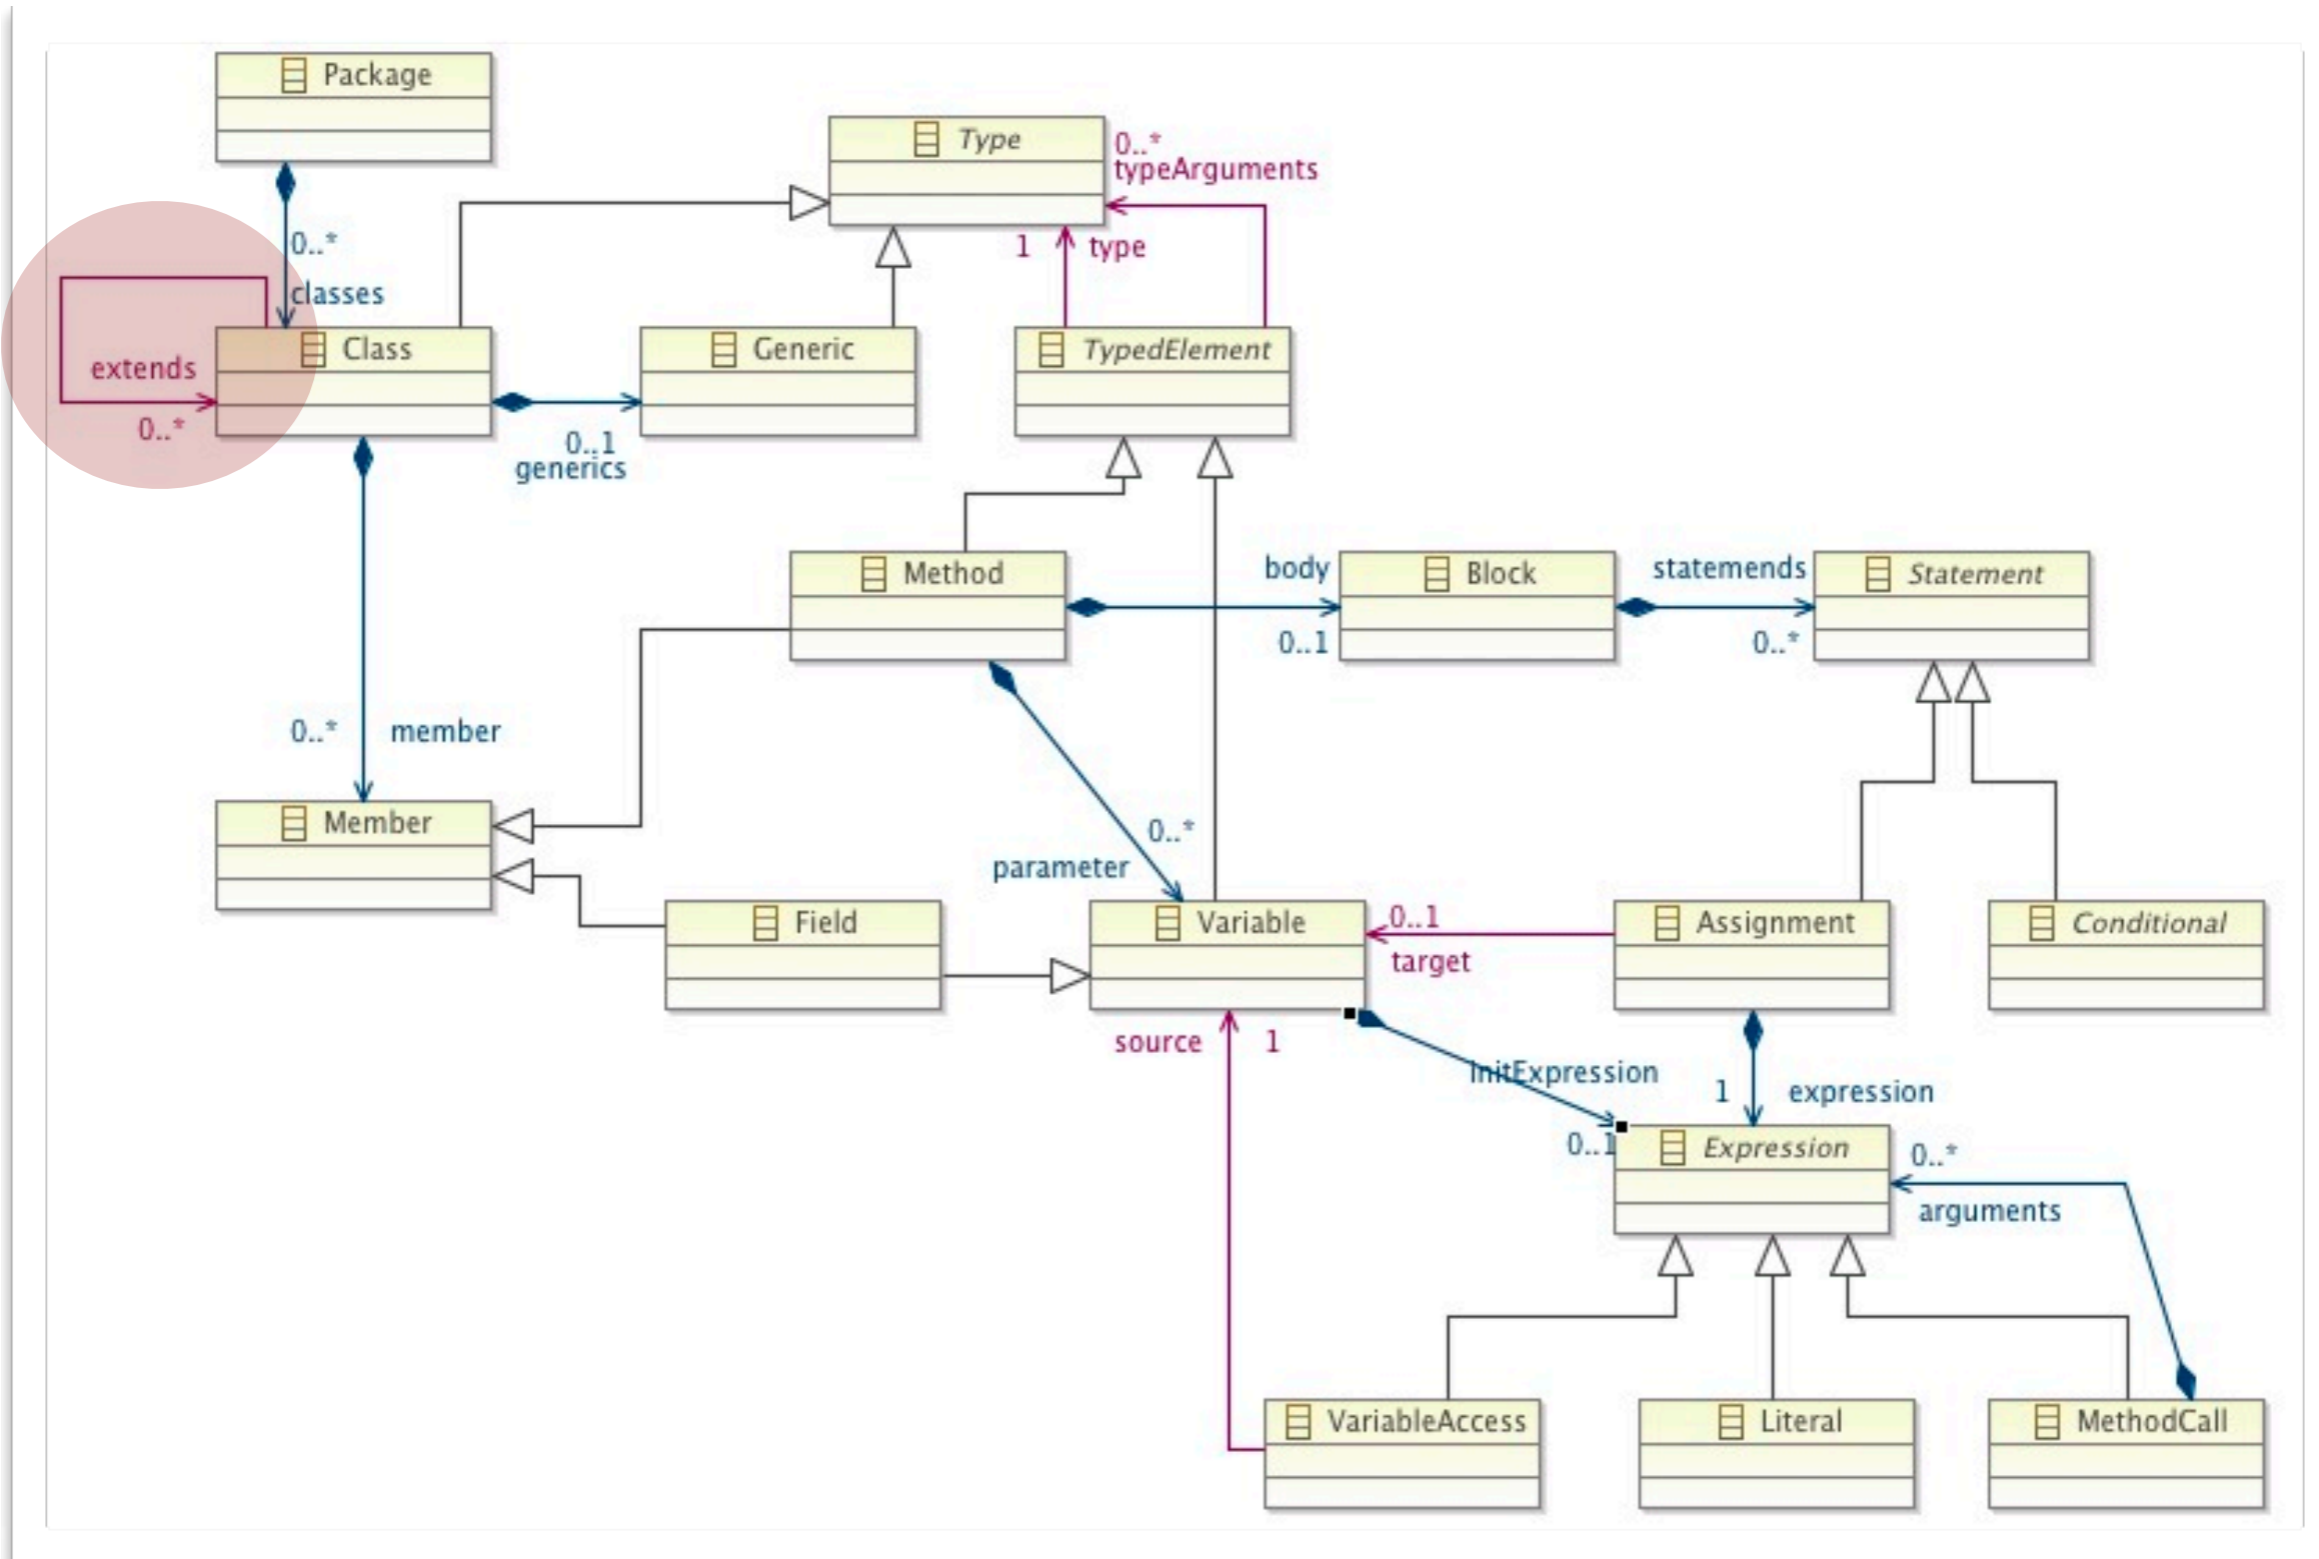 Package
Type
0..*
typeArguments
0..*
classes
1
type
extends
Class
Generic
TypedElement
0..*
0..1
generics
Method
body
Block
statemends
Statement
0..1
0..*
0..*
member
Member
0..*
parameter
Field
Variable
0..1
target
Assignment
Conditional
source
1
initExpression
1
expression
0..1
Expression
0..*
arguments
VariableAccess
Literal
MethodCall